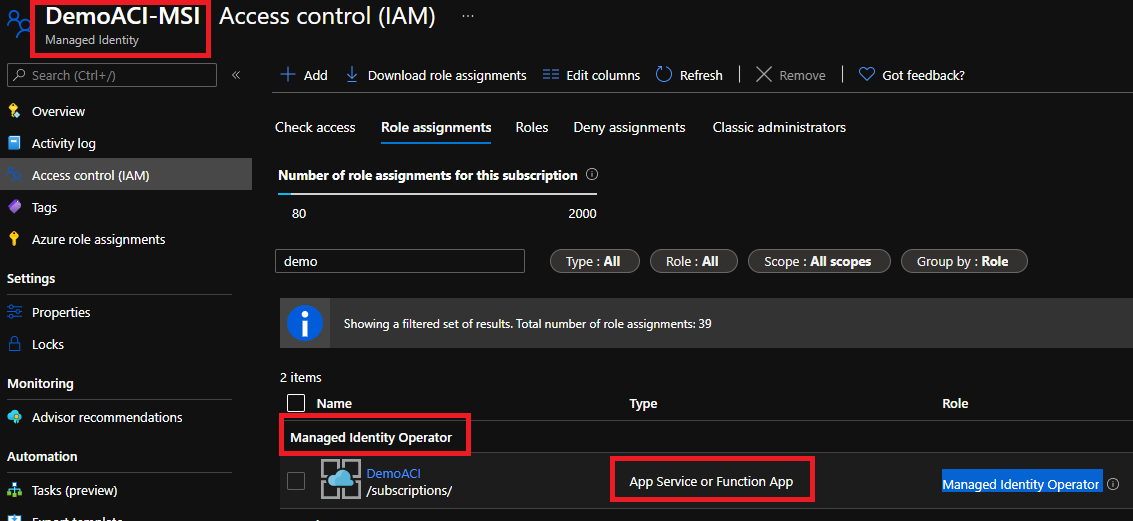 DemoACI-MSI Access control (IAM) ...
Managed Identity
Search (Ctrl+/)
«
Overview
Activity log
Access control (IAM)
Tags
Azure role assignments
Settings
Properties
Locks
Monitoring
Advisor recommendations
Automation
Tasks (preview)
Export template
Add
Download role assignments
Edit columns
Refresh
Remove
Got feedback?
Check access
Role assignments
Roles
Deny assignments
Classic administrators
Number of role assignments for this subscription
80
2000
demo
Type : All
Role : All
Scope : All scopes
Group by : Role
Showing a filtered set of results. Total number of role assignments: 39
2 items
Name
Type
Role
Managed Identity Operator
DemoACI
/subscriptions/
App Service or Function App
Managed Identity Operator